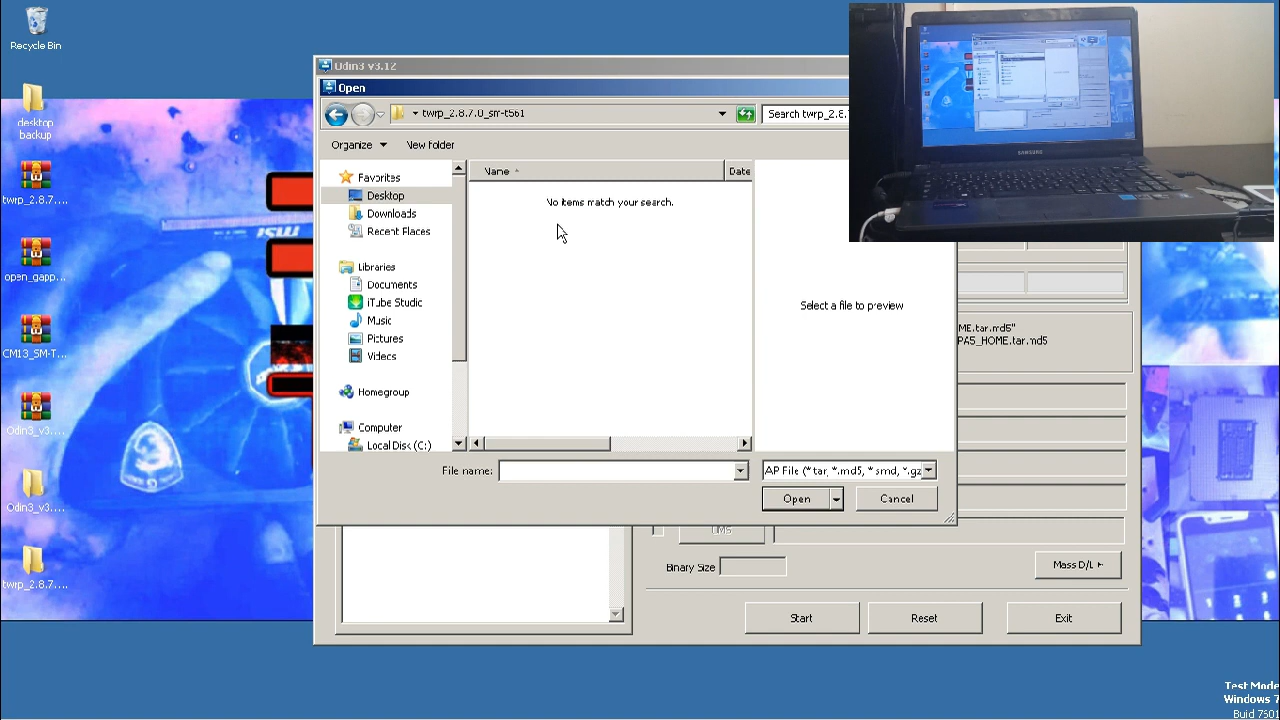 Recycle Bin
desktop
backup
twrp_2.8.7....
open_gapp...
CM13_SM-T...
Odin3_v3....
Odin3_v3....
twrp_2.8.7....
Odin3 v3.12
Open
twrp_2.8.7.0_sm-t561
Search twrp_2.8.
Organize
New folder
Favorites
Desktop
Downloads
Recent Places
Libraries
Documents
iTube Studio
Music
Pictures
Videos
Homegroup
Computer
Local Disk (C:)
Name
Date
No items match your search.
Select a file to preview
File name:
AP File (*.tar, *.md5, *.smd, *.gz
Open
Cancel
ME.tar.md5"
PA5_HOME.tar.md5
UMS
Binary Size
Mass D/L
Start
Reset
Exit
SAMSUNG
Test Mode
Windows 7
Build 7601